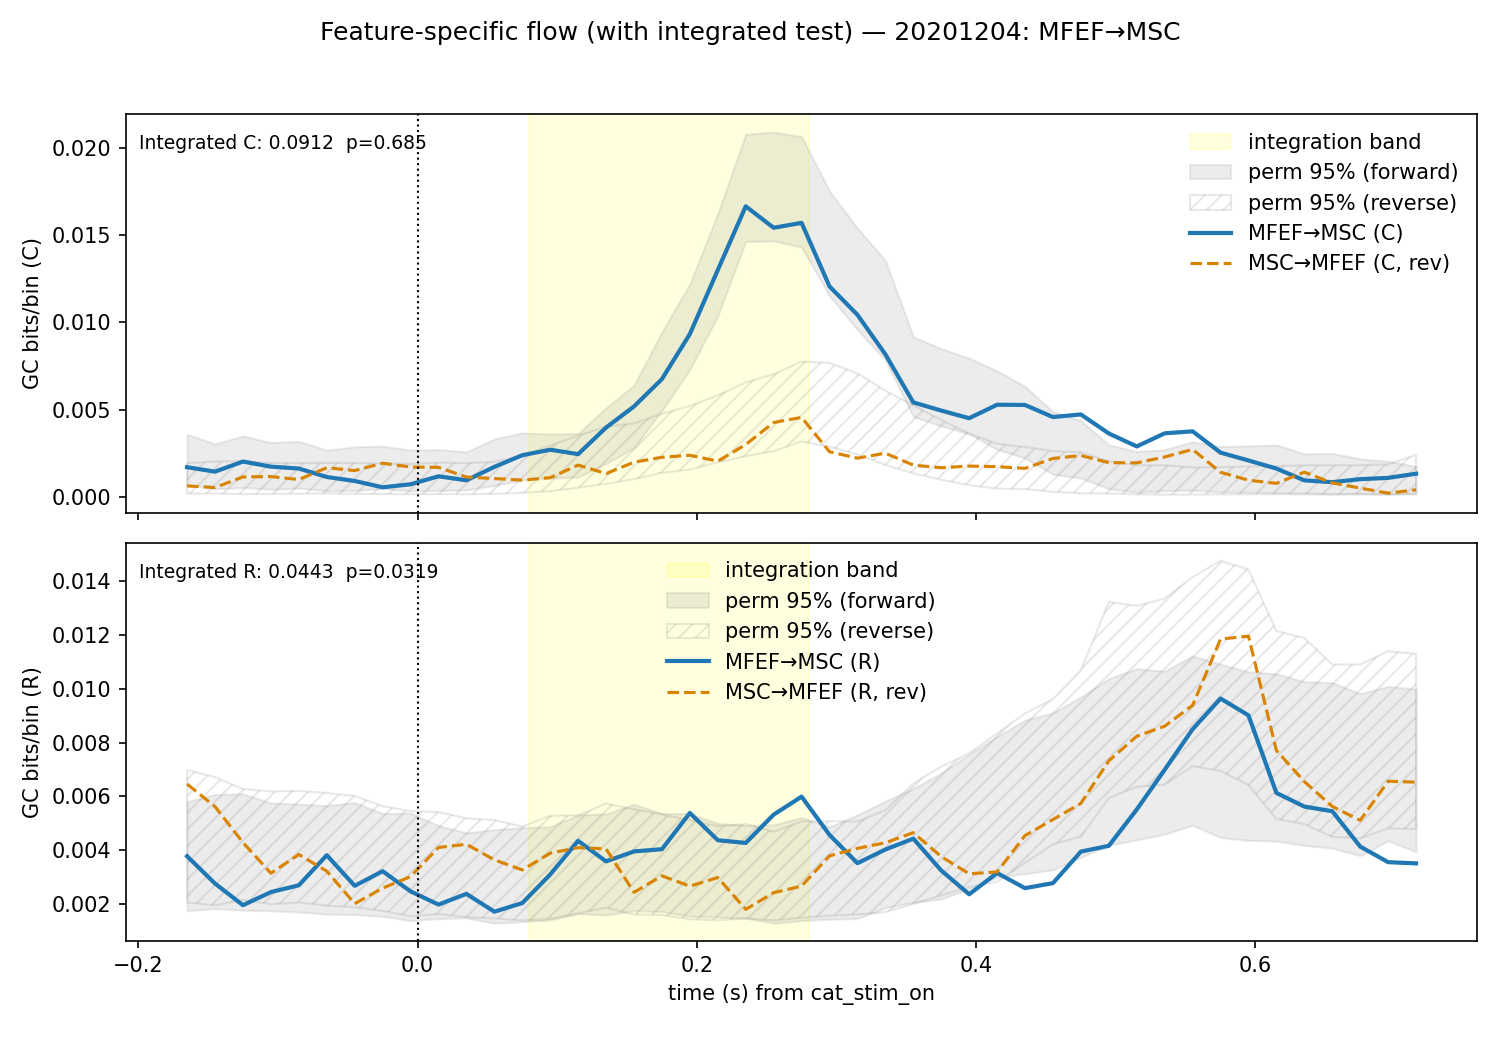 Feature-specific flow (with integrated test) — 20201204: MFEF→MSC
Integrated C: 0.0912  p=0.685
integration band
perm 95% (forward)
perm 95% (reverse)
MFEF→MSC (C)
MSC→MFEF (C, rev)
GC bits/bin (C)
0.020
0.015
0.010
0.005
0.000
Integrated R: 0.0443  p=0.0319
integration band
perm 95% (forward)
perm 95% (reverse)
MFEF→MSC (R)
MSC→MFEF (R, rev)
GC bits/bin (R)
0.014
0.012
0.010
0.008
0.006
0.004
0.002
−0.2
0.0
0.2
0.4
0.6
time (s) from cat_stim_on